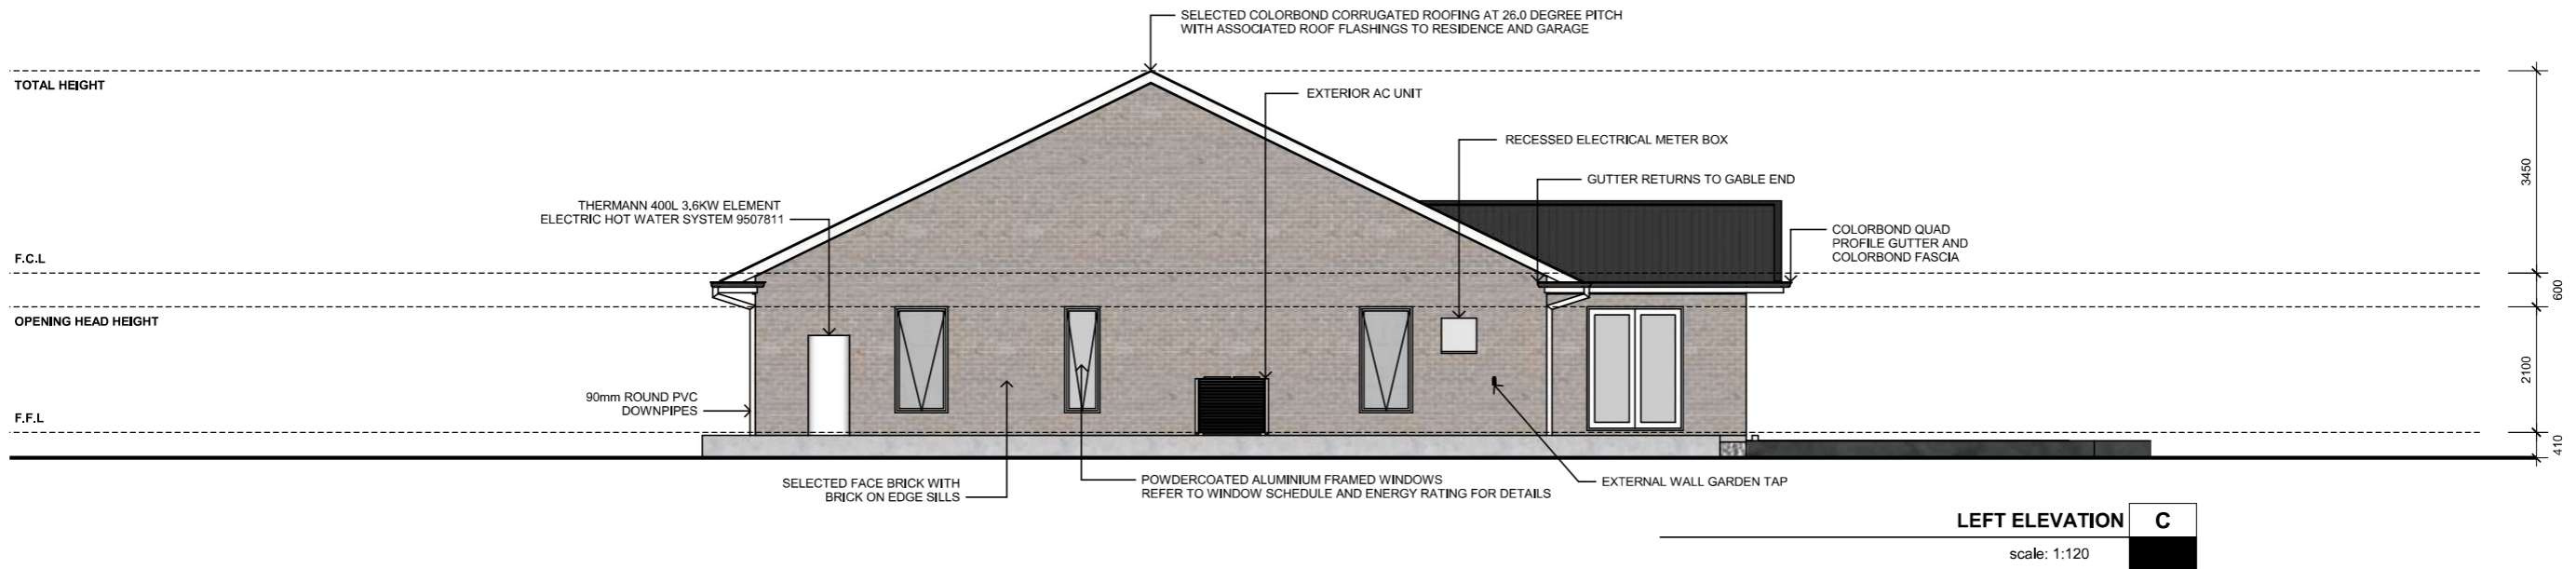 SELECTED COLORBOND CORRUGATED ROOFING AT 26.0 DEGREE PITCH
WITH ASSOCIATED ROOF FLASHINGS TO RESIDENCE AND GARAGE
TOTAL HEIGHT
EXTERIOR AC UNIT
RECESSED ELECTRICAL METER BOX
GUTTER RETURNS TO GABLE END
3450
THERMANN 400L 3.6KW ELEMENT
ELECTRIC HOT WATER SYSTEM 9507811
COLORBOND QUAD
PROFILE GUTTER AND
COLORBOND FASCIA
F.C.L
600
OPENING HEAD HEIGHT
2100
90mm ROUND PVC
DOWNPIPES
F.F.L
410
SELECTED FACE BRICK WITH
BRICK ON EDGE SILLS
POWDERCOATED ALUMINIUM FRAMED WINDOWS
REFER TO WINDOW SCHEDULE AND ENERGY RATING FOR DETAILS
EXTERNAL WALL GARDEN TAP
LEFT ELEVATION C
scale: 1:120